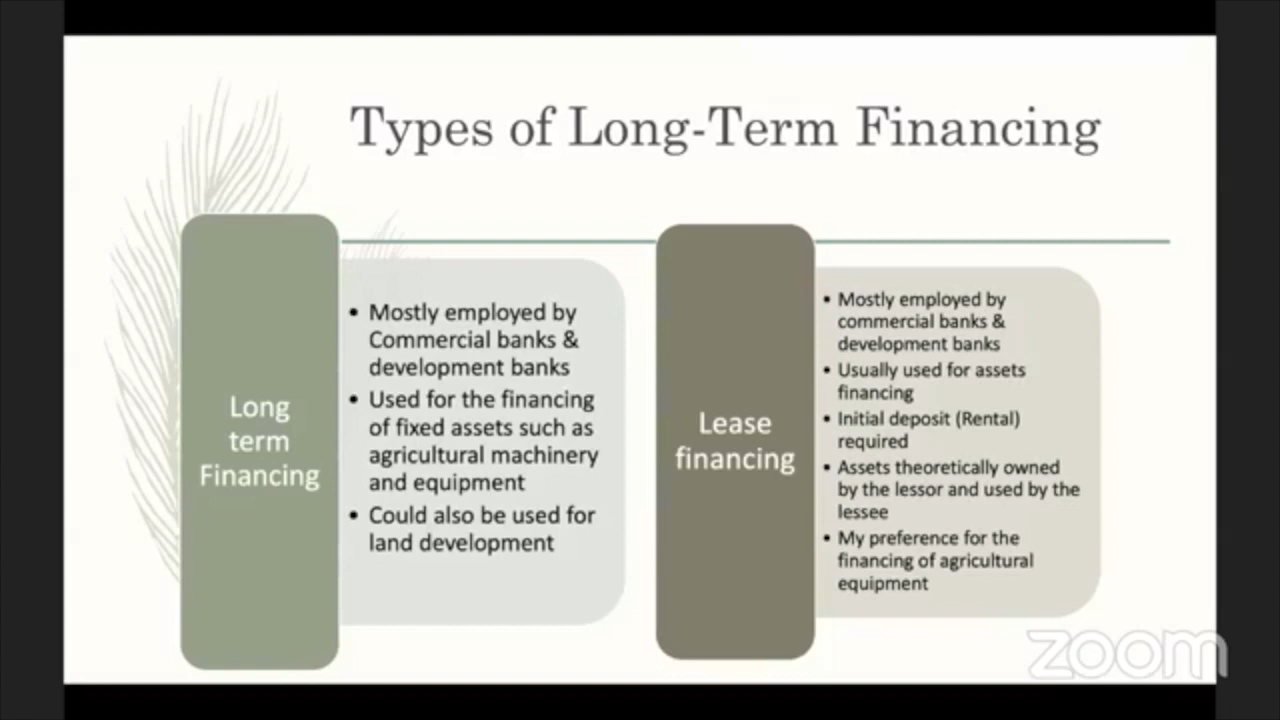 Types of Long-Term Financing
Long
term
Financing
• Mostly employed by
Commercial banks &
development banks
• Used for the financing
of fixed assets such as
agricultural machinery
and equipment
• Could also be used for
land development
Lease
financing
• Mostly employed by
commercial banks &
development banks
• Usually used for assets
financing
• Initial deposit (Rental)
required
• Assets theoretically owned
by the lessor and used by the
lessee
• My preference for the
financing of agricultural
equipment
zoom